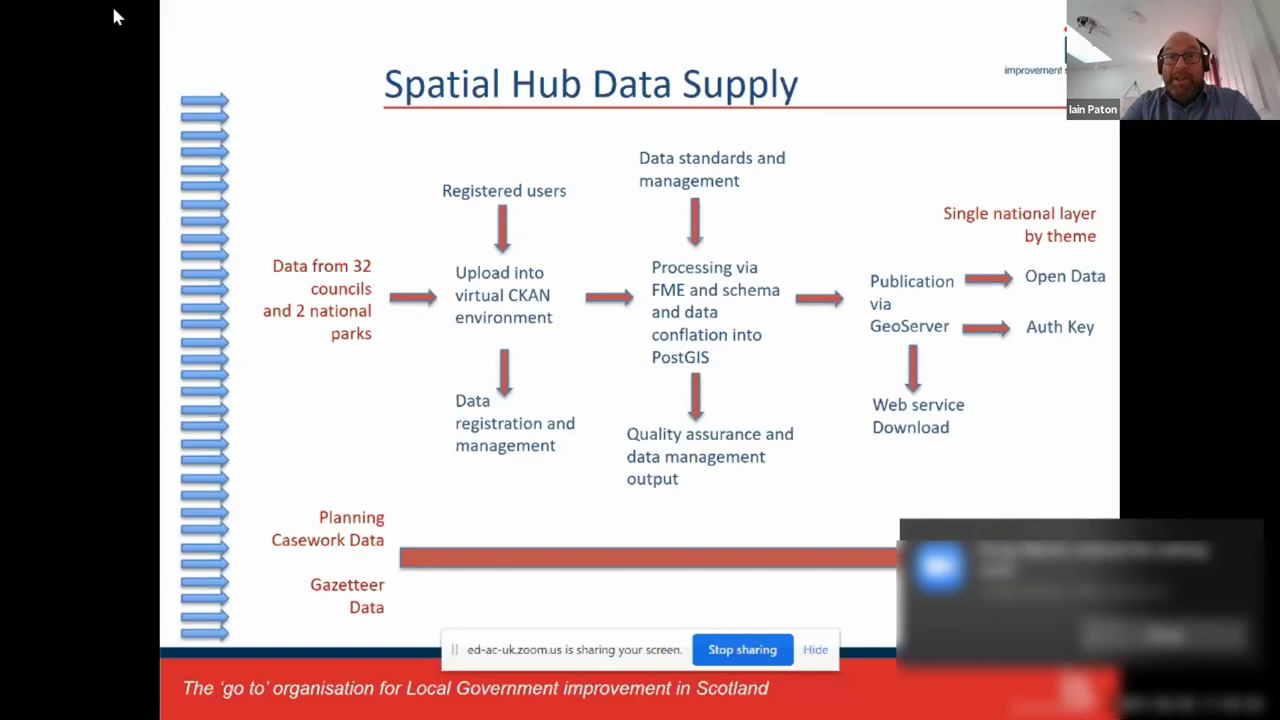 Spatial Hub Data Supply
improvement
Iain Paton
Data standards and
management
Registered users
Single national layer
by theme
Data from 32
councils
and 2 national
parks
Upload into
virtual CKAN
environment
Processing via
FME and schema
and data
conflation into
PostGIS
Publication
via
GeoServer
Open Data
Auth Key
Data
registration and
management
Quality assurance and
data management
output
Web service
Download
Planning
Casework Data
Gazetteer
Data
ed-ac-uk.zoom.us is sharing your screen.
Stop sharing
Hide
The ‘go to’ organisation for Local Government improvement in Scotland